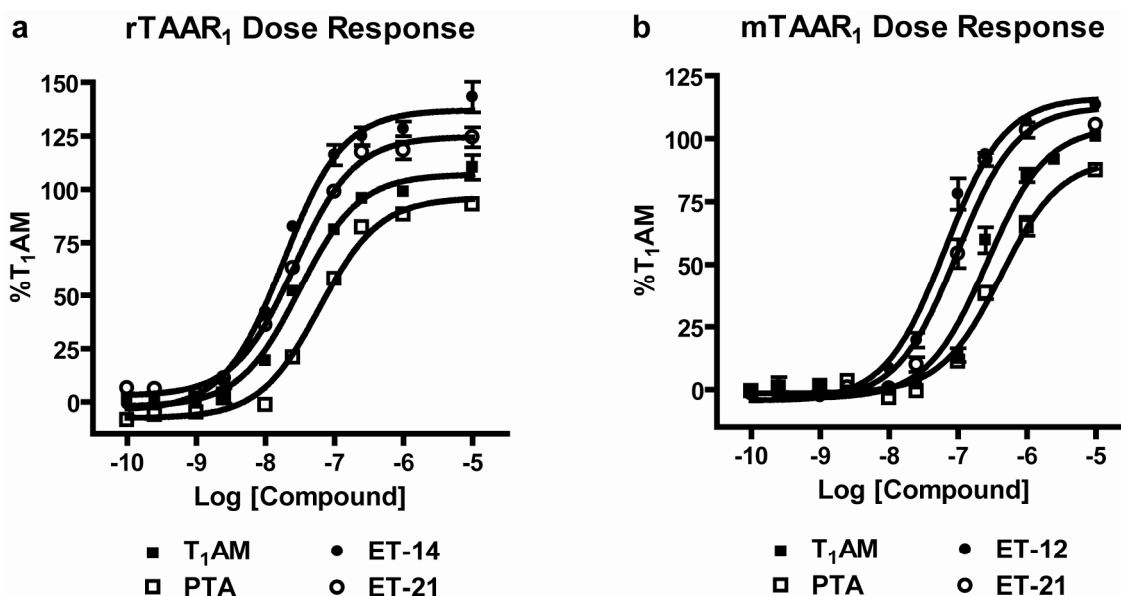 a rTAAR₁ Dose Response
150
125
100
75
50
25
0
%T₁AM
-10 -9 -8 -7 -6 -5
Log [Compound]
T₁AM ET-14
PTA ET-21
b mTAAR₁ Dose Response
125
100
75
50
25
0
%T₁AM
-10 -9 -8 -7 -6 -5
Log [Compound]
T₁AM ET-12
PTA ET-21